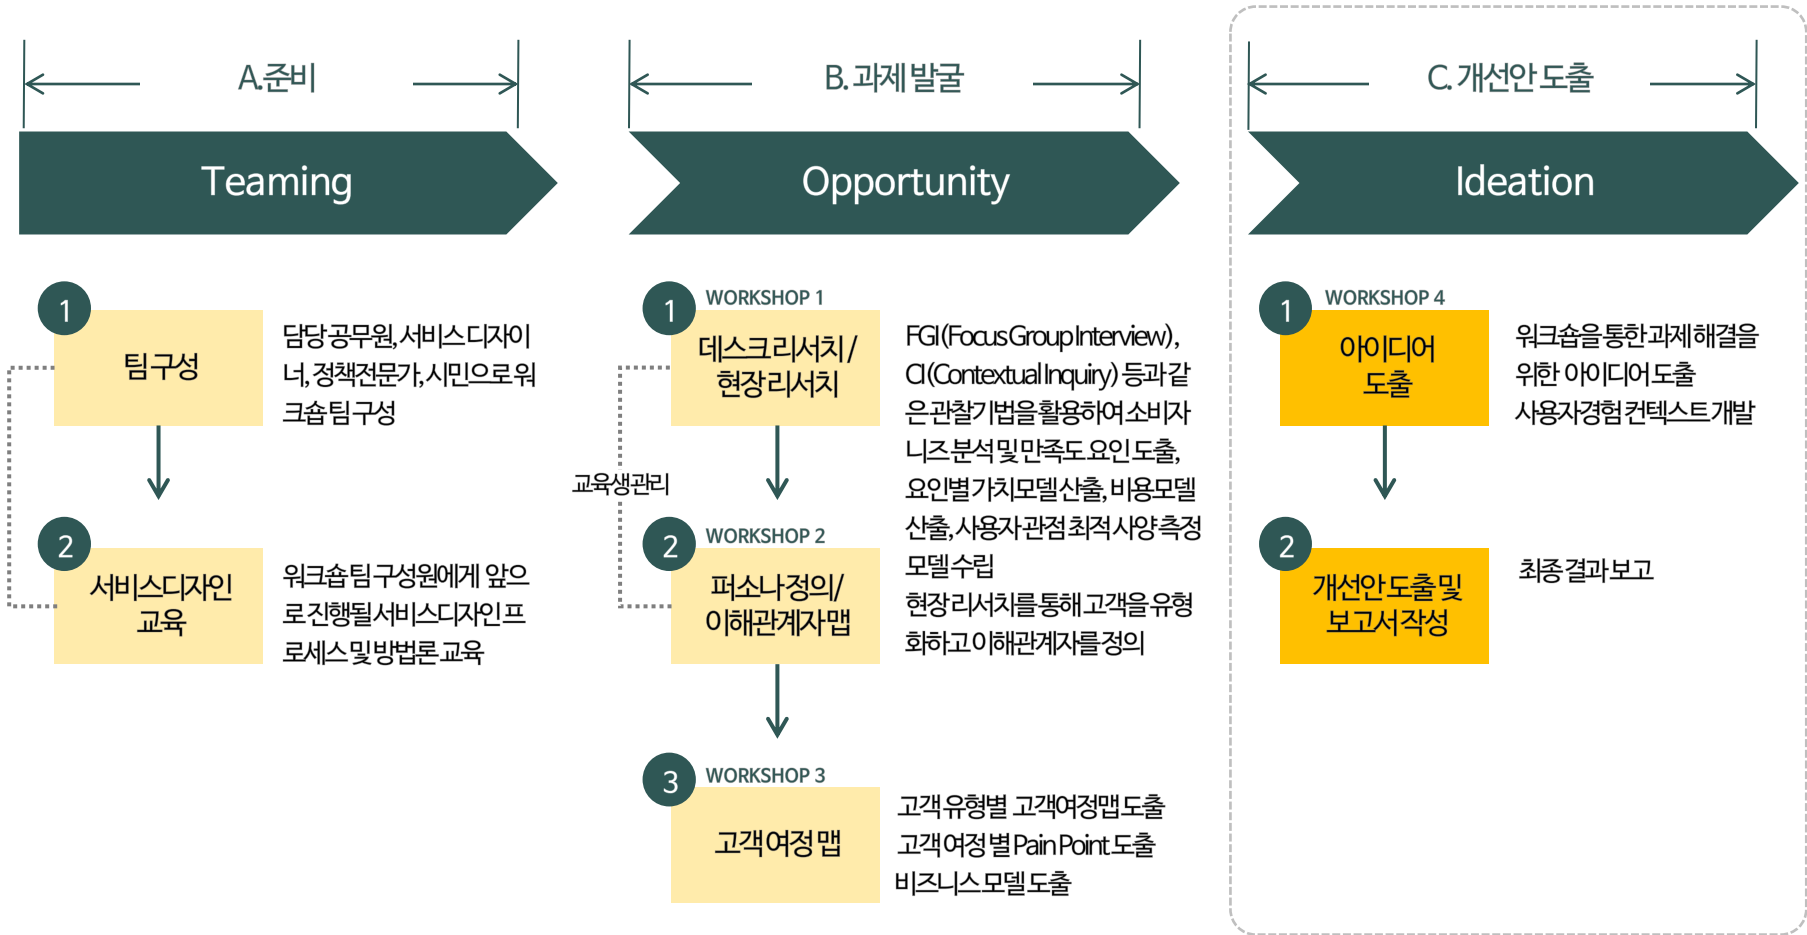 A.준비
Teaming
1
팀 구성
담당 공무원, 서비스 디자이
너, 정책전문가, 시민으로 워
크숍 팀 구성
2
서비스디자인
교육
워크숍 팀 구성원에게 앞으
로 진행될 서비스디자인 프
로세스 및 방법론 교육
B. 과제 발굴
Opportunity
교육생관리
1
WORKSHOP 1
데스크 리서치 /
현장 리서치
2
WORKSHOP 2
퍼소나 정의/
이해관계자 맵
FGI (Focus Group Interview) ,
CI (Contextual Inquiry) 등과 같
은 관찰기법을 활용하여 소비자
니즈 분석 및 만족도 요인 도출,
요인별 가치모델 산출, 비용모델
산출, 사용자 관점 최적 사양 측정
모델 수립
현장 리서치를 통해 고객을 유형
화하고 이해관계자를 정의
3
WORKSHOP 3
고객 여정 맵
고객 유형별 고객여정맵 도출
고객 여정 별 Pain Point 도출
비즈니스 모델 도출
C. 개선안 도출
Ideation
1
WORKSHOP 4
아이디어
도출
워크숍을 통한 과제 해결을
위한 아이디어 도출
사용자경험 컨텍스트 개발
2
개선안 도출 및
보고서 작성
최종 결과 보고